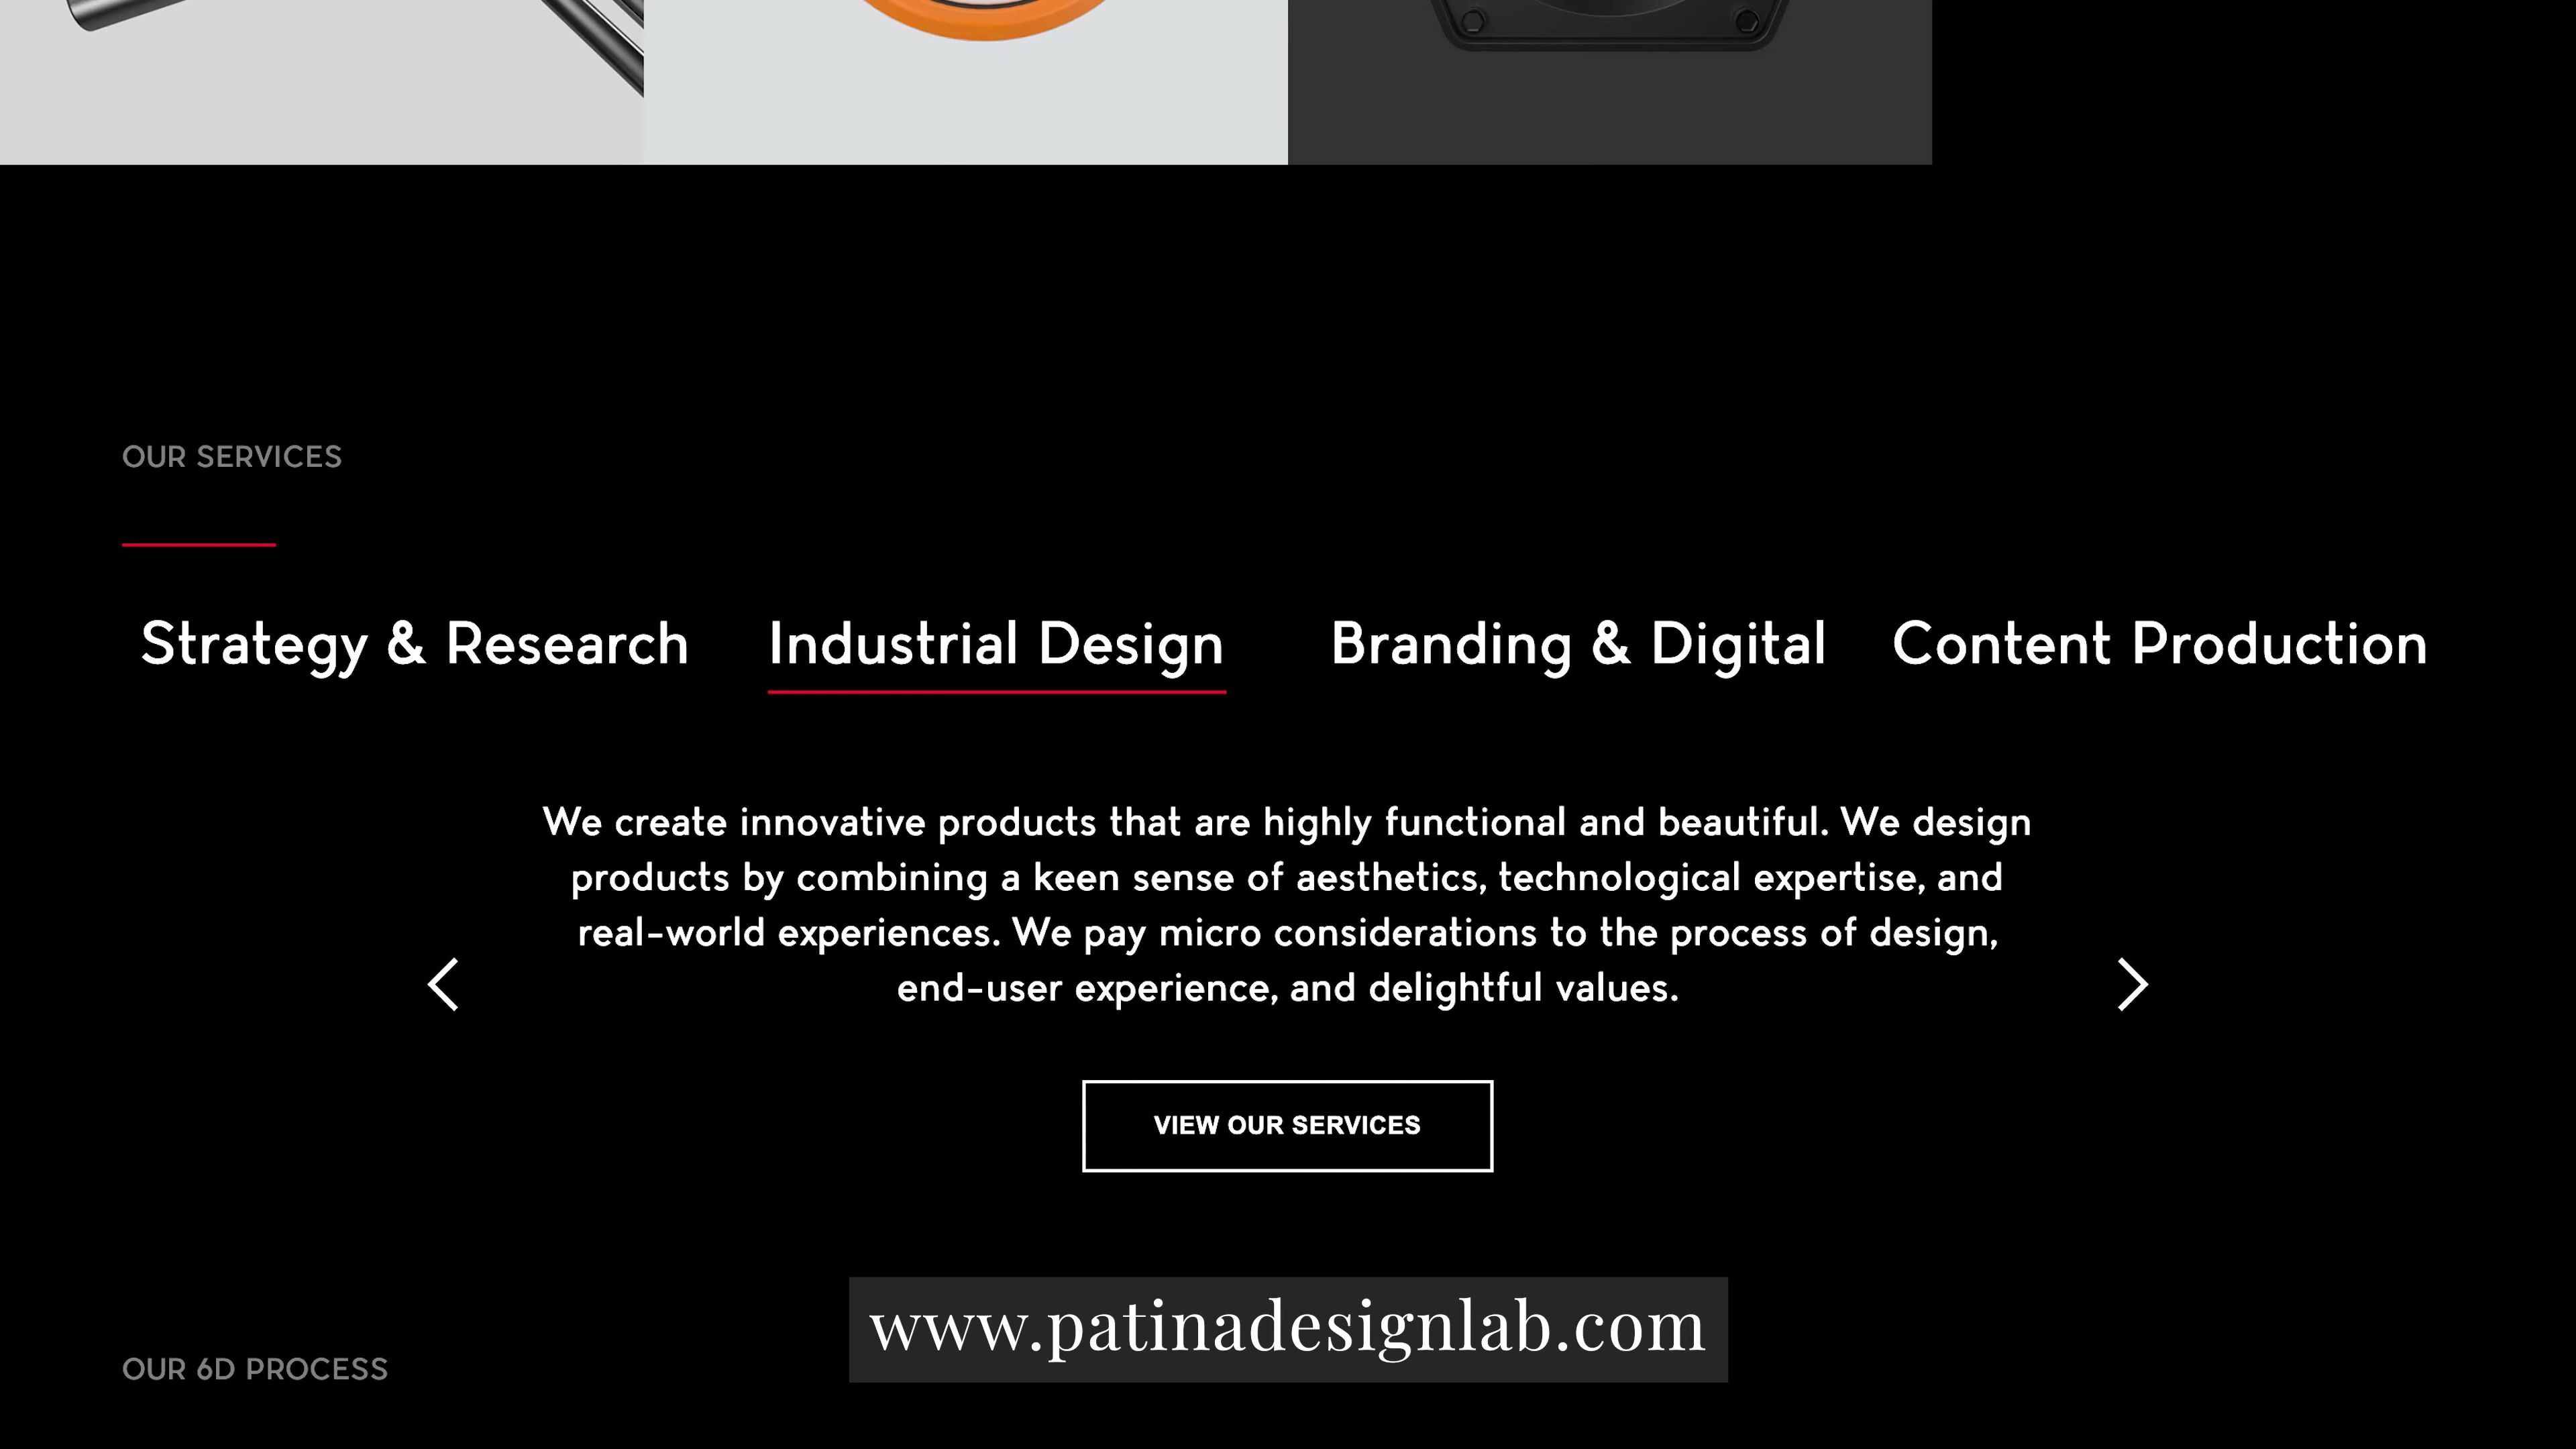 OUR SERVICES
Strategy & Research
Industrial Design
Branding & Digital
Content Production
We create innovative products that are highly functional and beautiful. We design
products by combining a keen sense of aesthetics, technological expertise, and
real-world experiences. We pay micro considerations to the process of design,
end-user experience, and delightful values.
VIEW OUR SERVICES
www.patinadesignlab.com
OUR 6D PROCESS